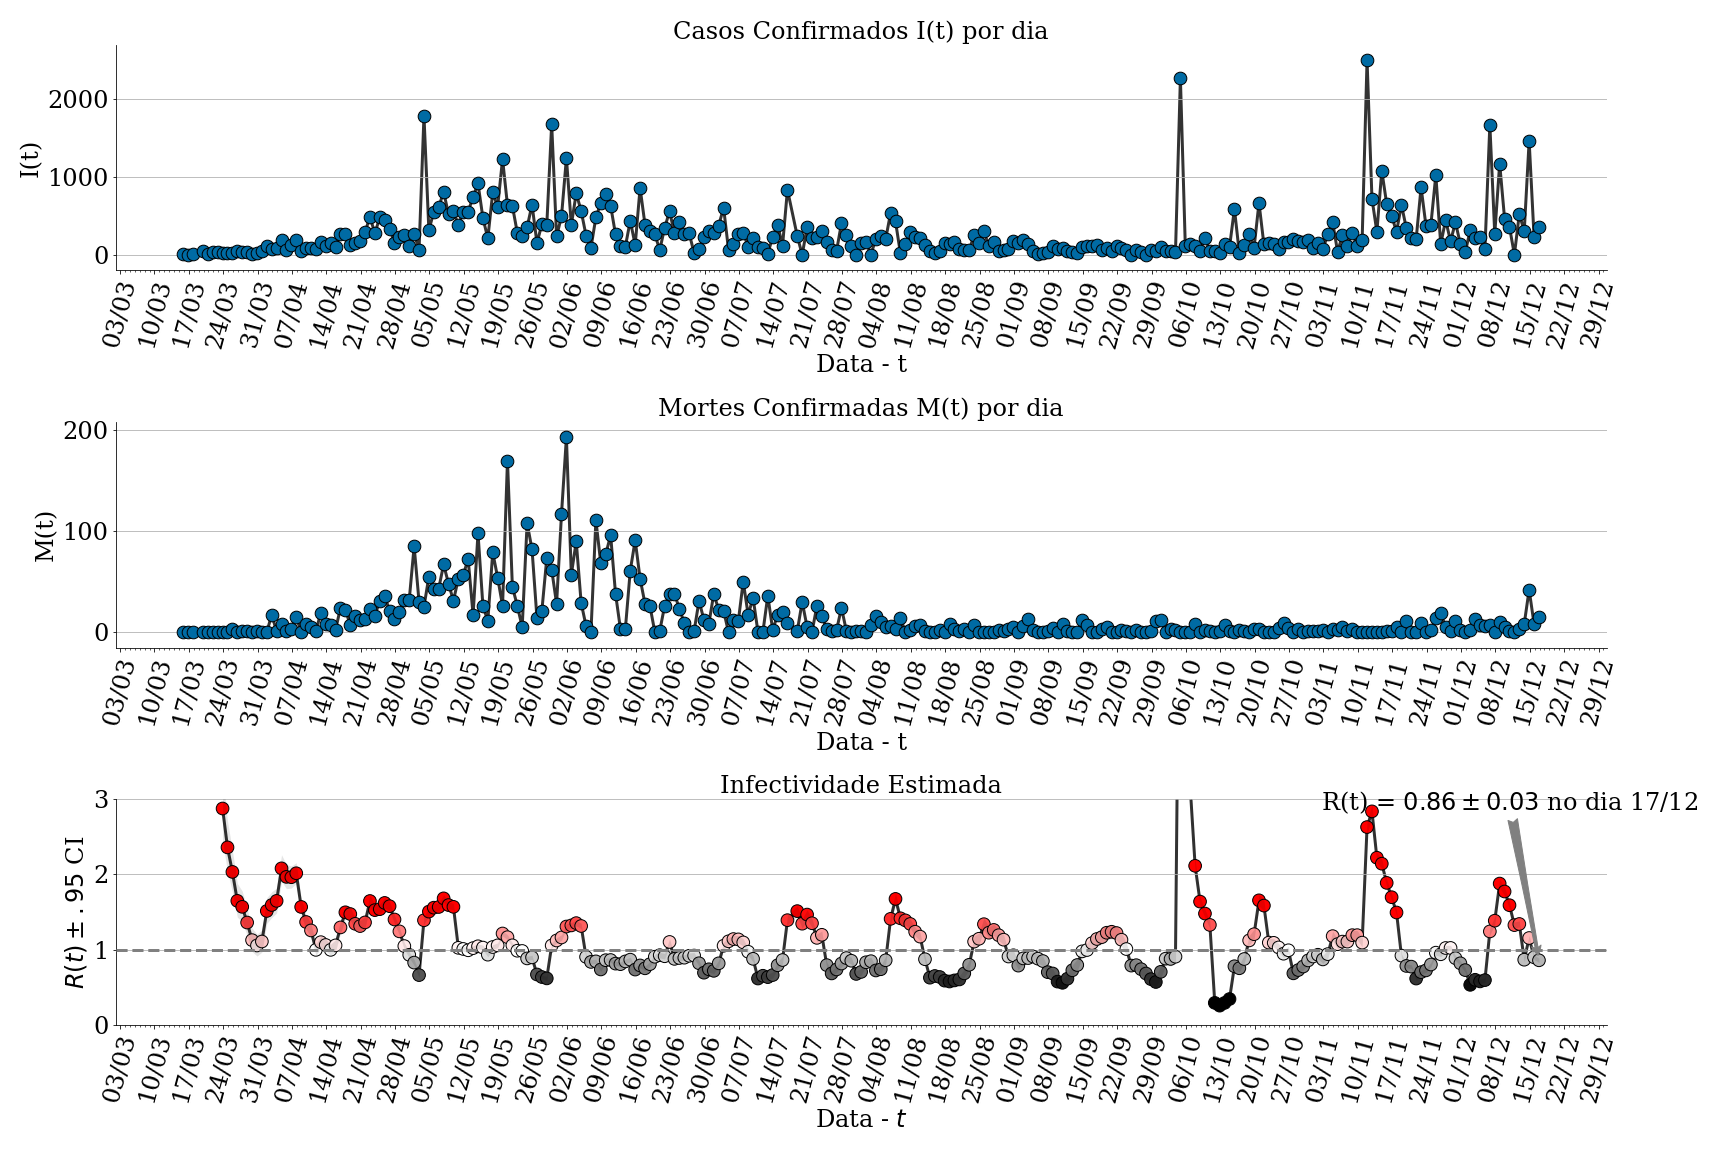 Casos Confirmados I(t) por dia
I(t)
2000
1000
0
03/03 10/03 17/03 24/03 31/03 07/04 14/04 21/04 28/04 05/05 12/05 19/05 26/05 02/06 09/06 16/06 23/06 30/06 07/07 14/07 21/07 28/07 04/08 11/08 18/08 25/08 01/09 08/09 15/09 22/09 29/09 06/10 13/10 20/10 27/10 03/11 10/11 17/11 24/11 01/12 08/12 15/12 22/12 29/12
Data - t
Mortes Confirmadas M(t) por dia
M(t)
200
100
0
03/03 10/03 17/03 24/03 31/03 07/04 14/04 21/04 28/04 05/05 12/05 19/05 26/05 02/06 09/06 16/06 23/06 30/06 07/07 14/07 21/07 28/07 04/08 11/08 18/08 25/08 01/09 08/09 15/09 22/09 29/09 06/10 13/10 20/10 27/10 03/11 10/11 17/11 24/11 01/12 08/12 15/12 22/12 29/12
Data - t
Infectividade Estimada
R(t) = 0.86 ± 0.03 no dia 17/12
R(t) ± .95 CI
3
2
1
0
03/03 10/03 17/03 24/03 31/03 07/04 14/04 21/04 28/04 05/05 12/05 19/05 26/05 02/06 09/06 16/06 23/06 30/06 07/07 14/07 21/07 28/07 04/08 11/08 18/08 25/08 01/09 08/09 15/09 22/09 29/09 06/10 13/10 20/10 27/10 03/11 10/11 17/11 24/11 01/12 08/12 15/12 22/12 29/12
Data - t